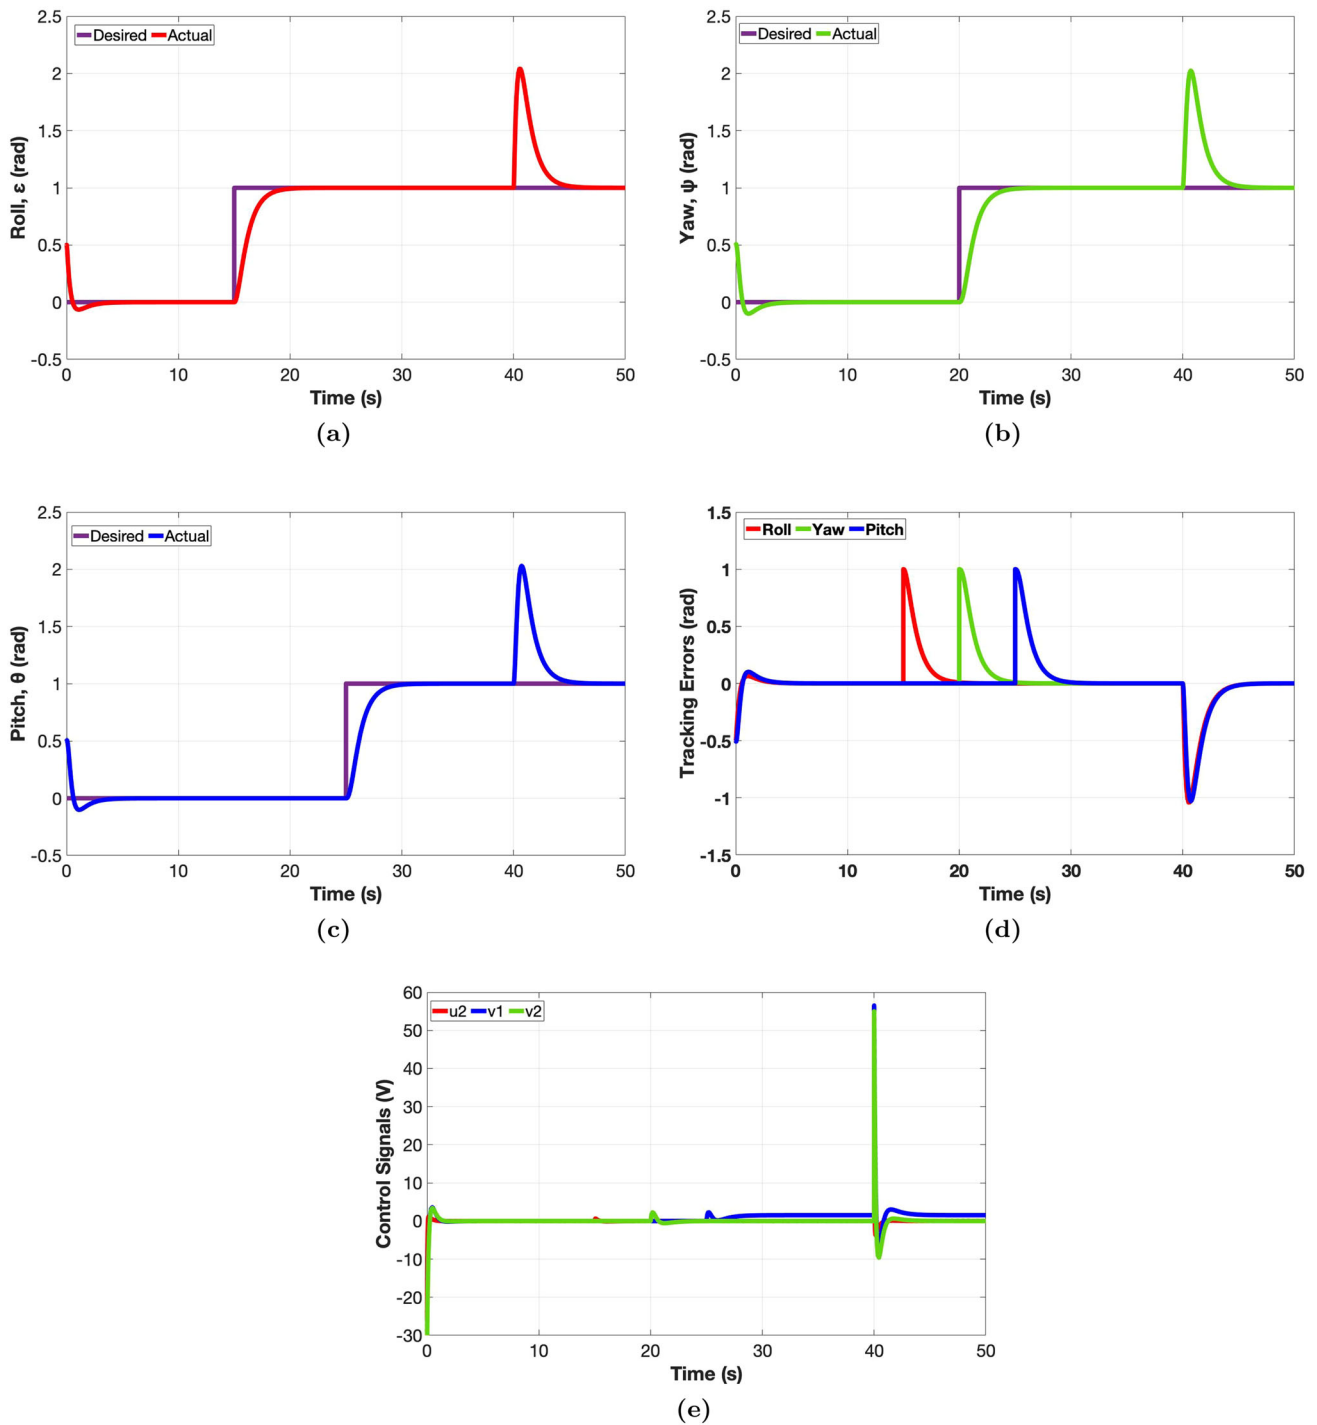 2.5
Desired Actual
2
1.5
1
0.5
0
-0.5
0 10 20 30 40 50
Roll, ε (rad)
Time (s)
(a)
2.5
Desired Actual
2
1.5
1
0.5
0
-0.5
0 10 20 30 40 50
Yaw, ψ (rad)
Time (s)
(b)
2.5
Desired Actual
2
1.5
1
0.5
0
-0.5
0 10 20 30 40 50
Pitch, θ (rad)
Time (s)
(c)
1.5
Roll Yaw Pitch
1
0.5
0
-0.5
-1
-1.5
0 10 20 30 40 50
Tracking Errors (rad)
Time (s)
(d)
60
u2 v1 v2
50
40
30
20
10
0
-10
-20
-30
0 10 20 30 40 50
Control Signals (V)
Time (s)
(e)